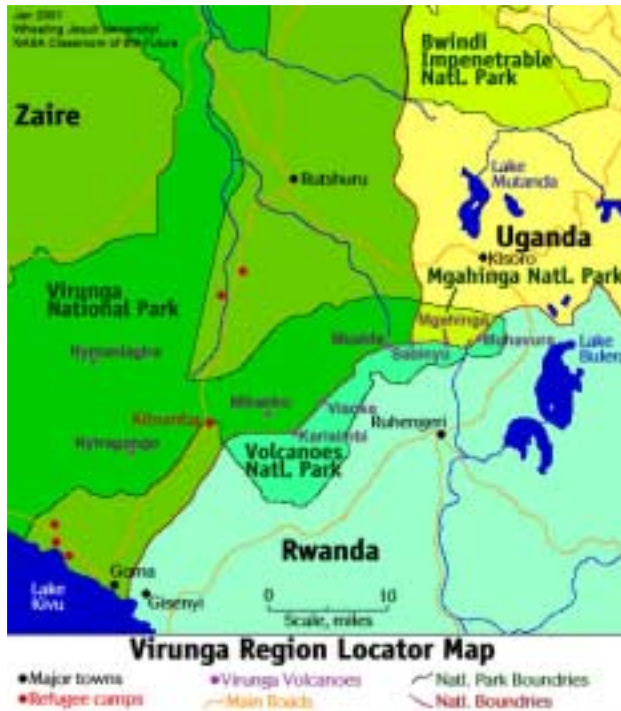 Jan 2001
Wheeling Jesuit University/
NASA Classroom of the Future
Bwindi
Impenetrable
Natl. Park
Zaire
Lake
Mutanda
Rutshuru
Uganda
Kisoro
Mgahinga Natl. Park
Virunga
National Park
Mgahinga
Muhavura
Sabinyo
Lake
Visoke
Karisimbi
Ruhengeri
Volcanoes
Natl. Park
Rwanda
Lake
Kivu
Goma
Gisenyi
0 10
Scale, miles
Virunga Region Locator Map
Major towns
Virunga Volcanoes
Natl. Park Boundries
Refugee camps
Main Roads
Natl. Boundries